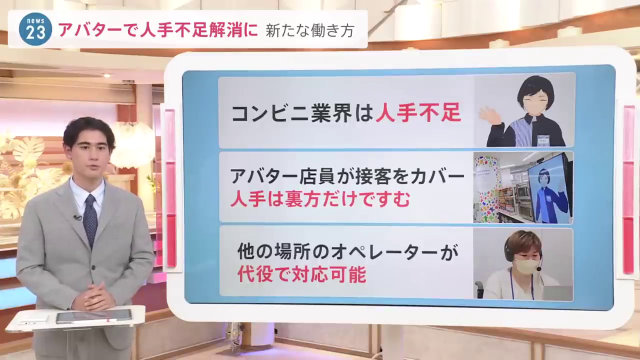 news 23
アバターで人手不足解消に 新たな働き方
コンビニ業界は人手不足
アバター店員が接客をカバー
人手は裏方だけですむ
他の場所のオペレーターが
代役で対応可能